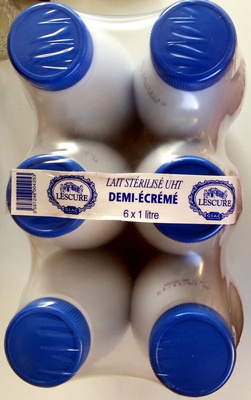 LESCURE
LAIT STÉRILISÉ UHT
DEMI-ÉCRÉMÉ
6 x 1 litre
LESCURE